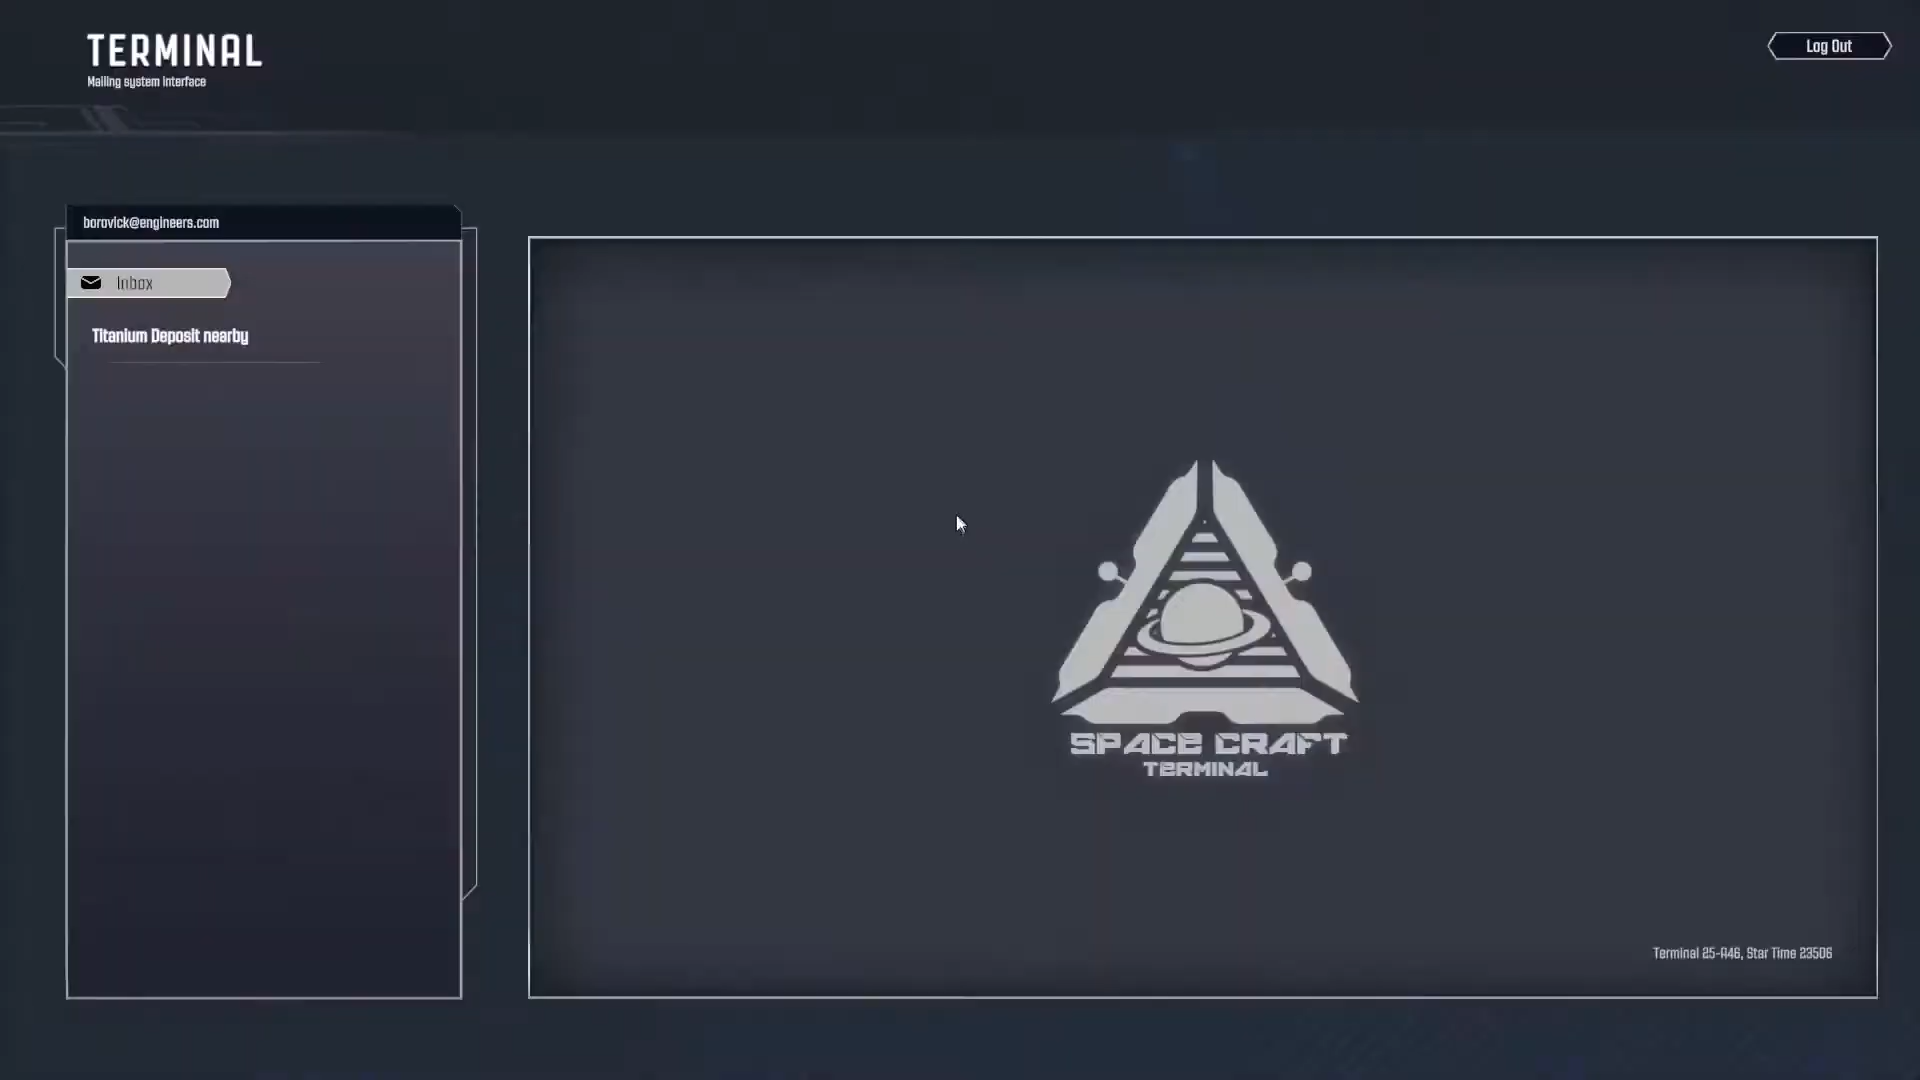 TERMINAL
Mailing system interface
Log Out
borovick@engineers.com
Inbox
Titanium Deposit nearby
SPACE CRAFT
TERMINAL
Terminal 25-A46, Star Time 23506